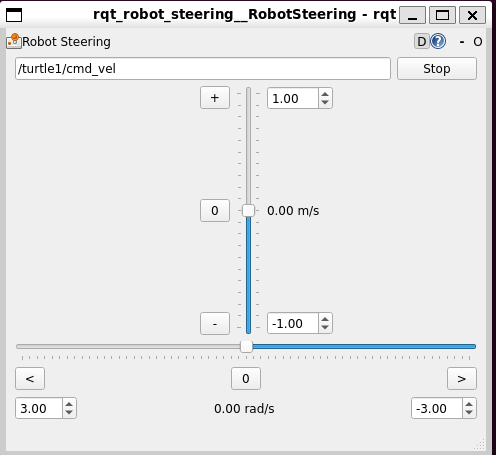 rqt_robot_steering__RobotSteering - rqt
Robot Steering D ? - O
/turtle1/cmd_vel Stop
+ 1.00
0 0.00 m/s
- -1.00
< 0 >
3.00 0.00 rad/s -3.00